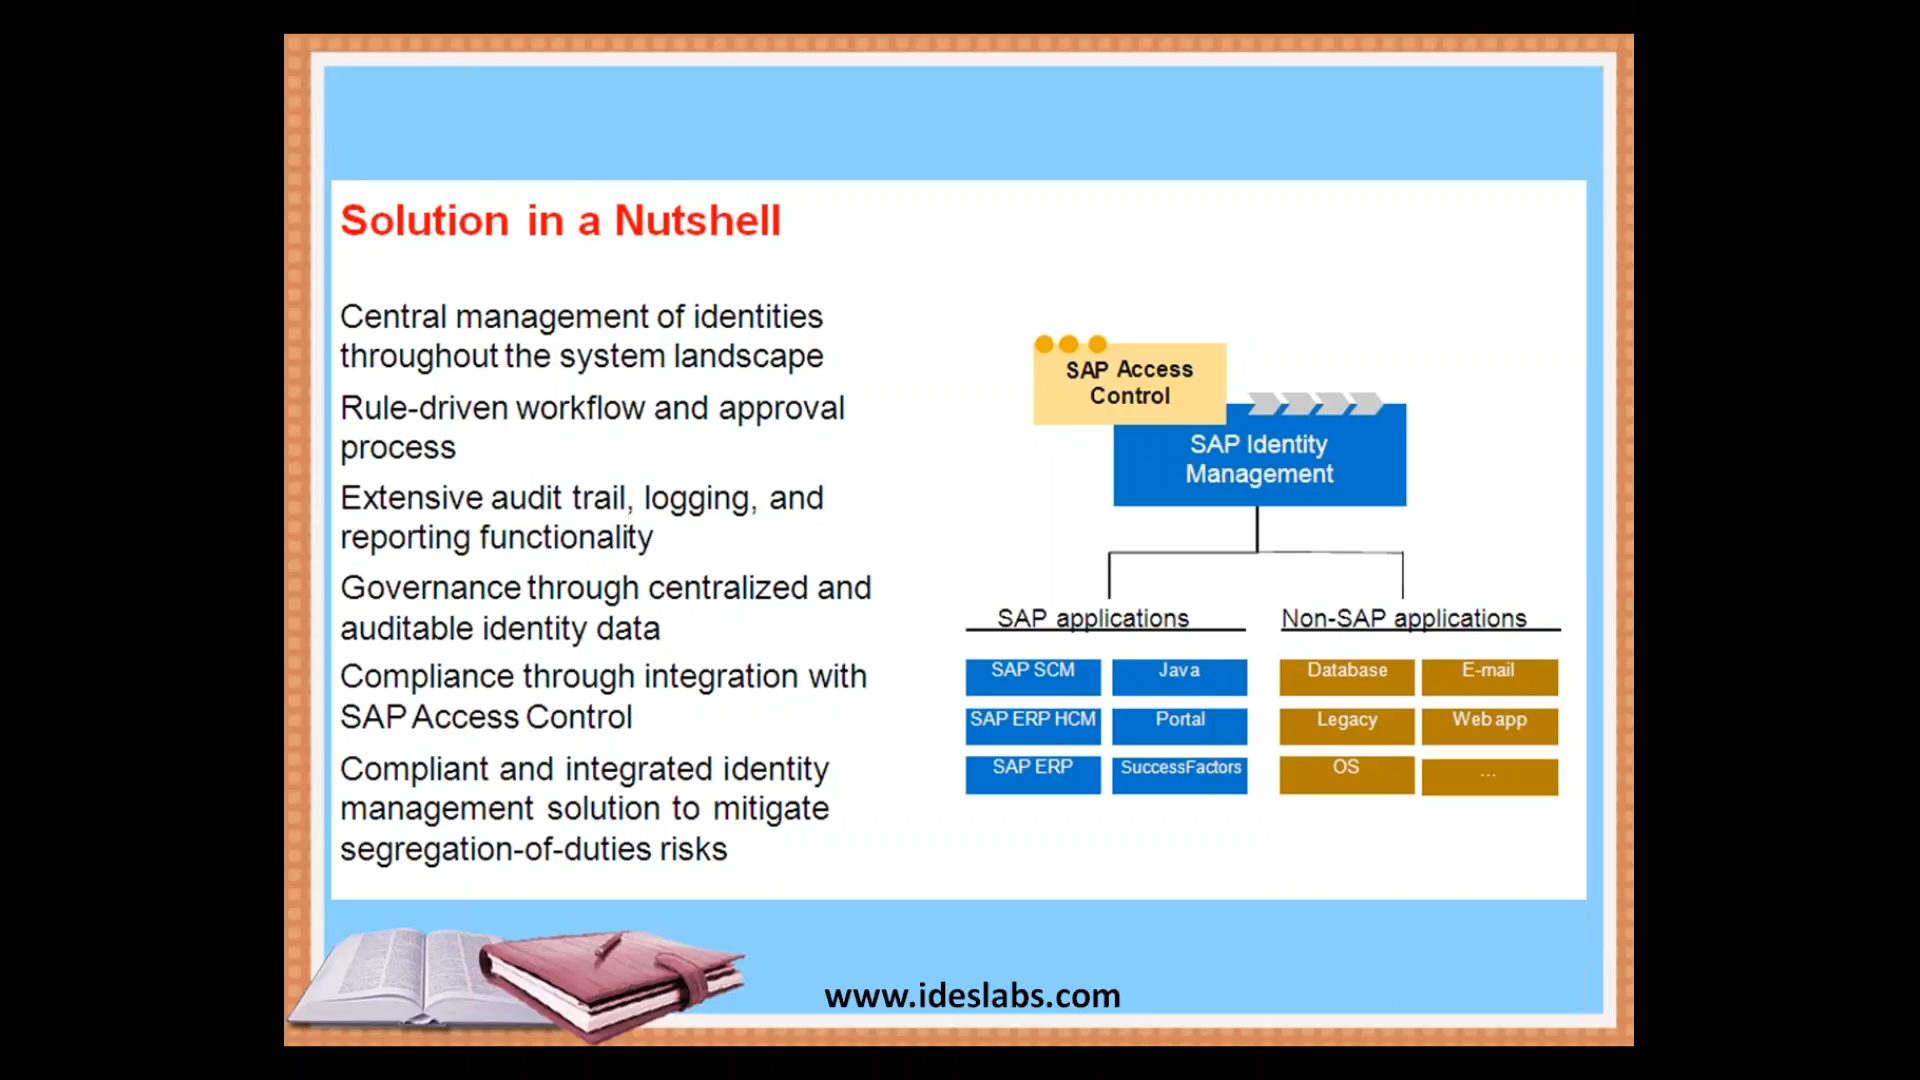 Solution in a Nutshell
Central management of identities
throughout the system landscape
Rule-driven workflow and approval
process
Extensive audit trail, logging, and
reporting functionality
Governance through centralized and
auditable identity data
Compliance through integration with
SAP Access Control
Compliant and integrated identity
management solution to mitigate
segregation-of-duties risks
SAP Access
Control
SAP Identity
Management
SAP applications
SAP SCM
Java
SAP ERP HCM
Portal
SAP ERP
SuccessFactors
Non-SAP applications
Database
E-mail
Legacy
Web app
OS
...
www.ideslabs.com